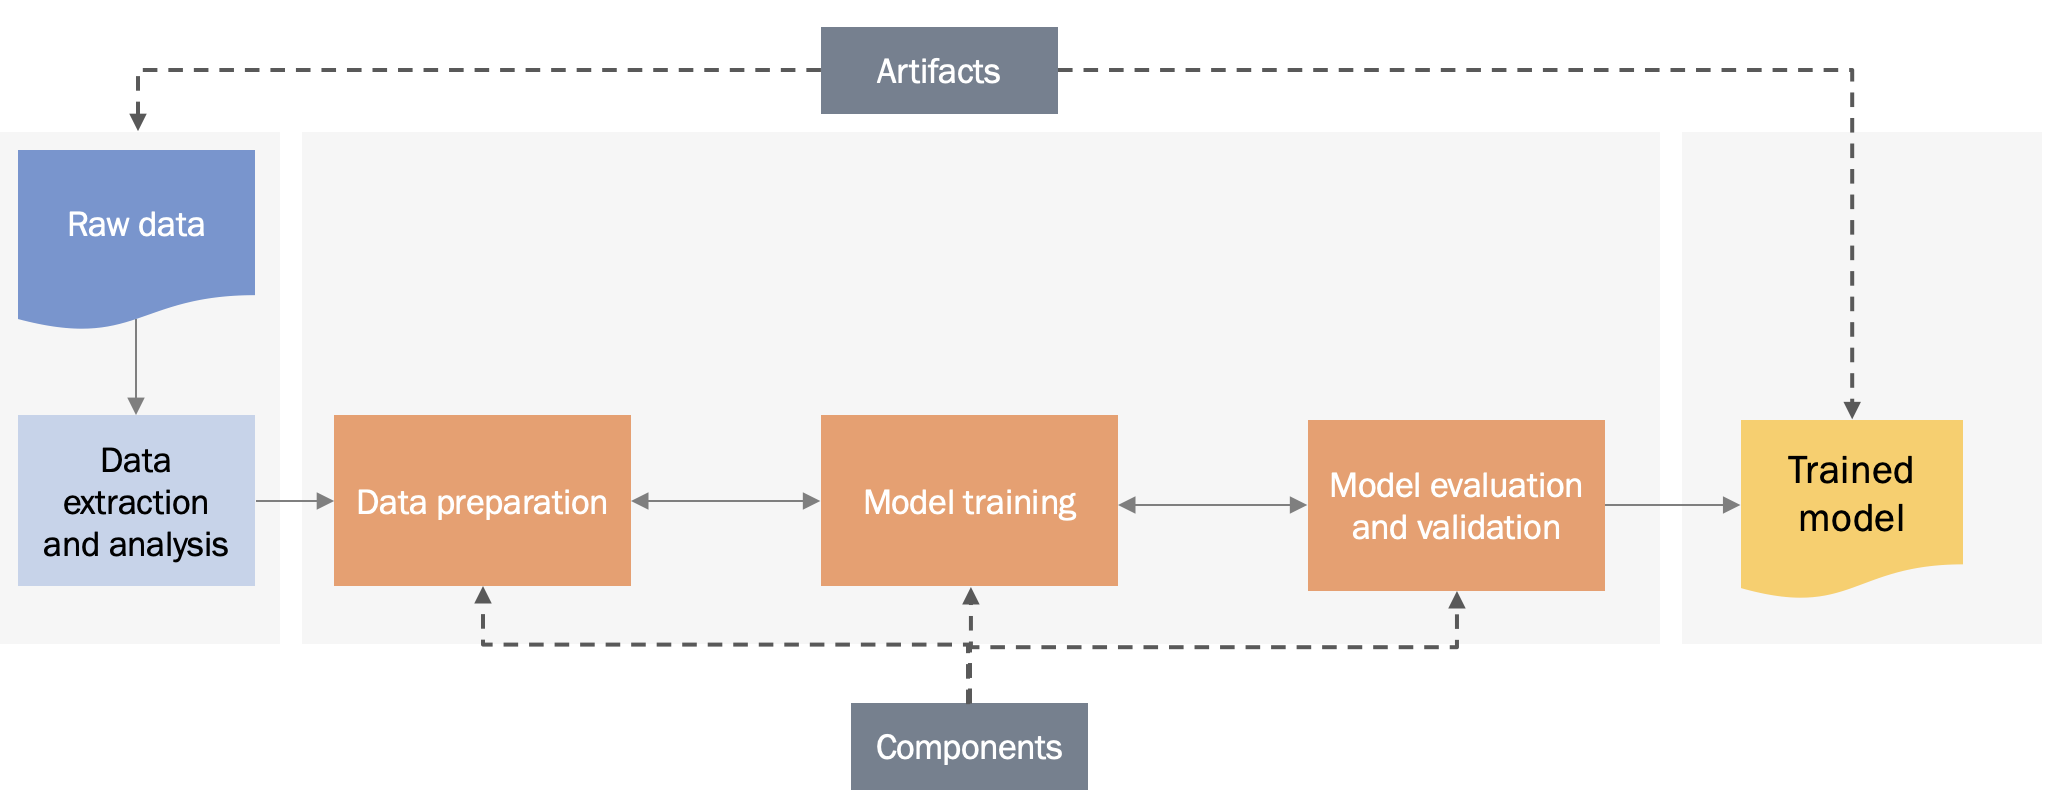 Artifacts
Raw data
Data
extraction
and analysis
Data preparation
Model training
Model evaluation
and validation
Trained
model
Components